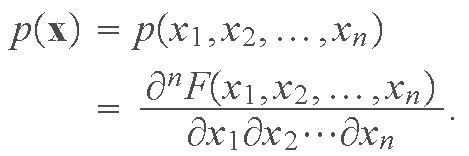 p(𝐱) = p(x₁,x₂,…,xₙ)
= ∂ⁿF(x₁,x₂,…,xₙ) / ∂x₁∂x₂⋯∂xₙ .